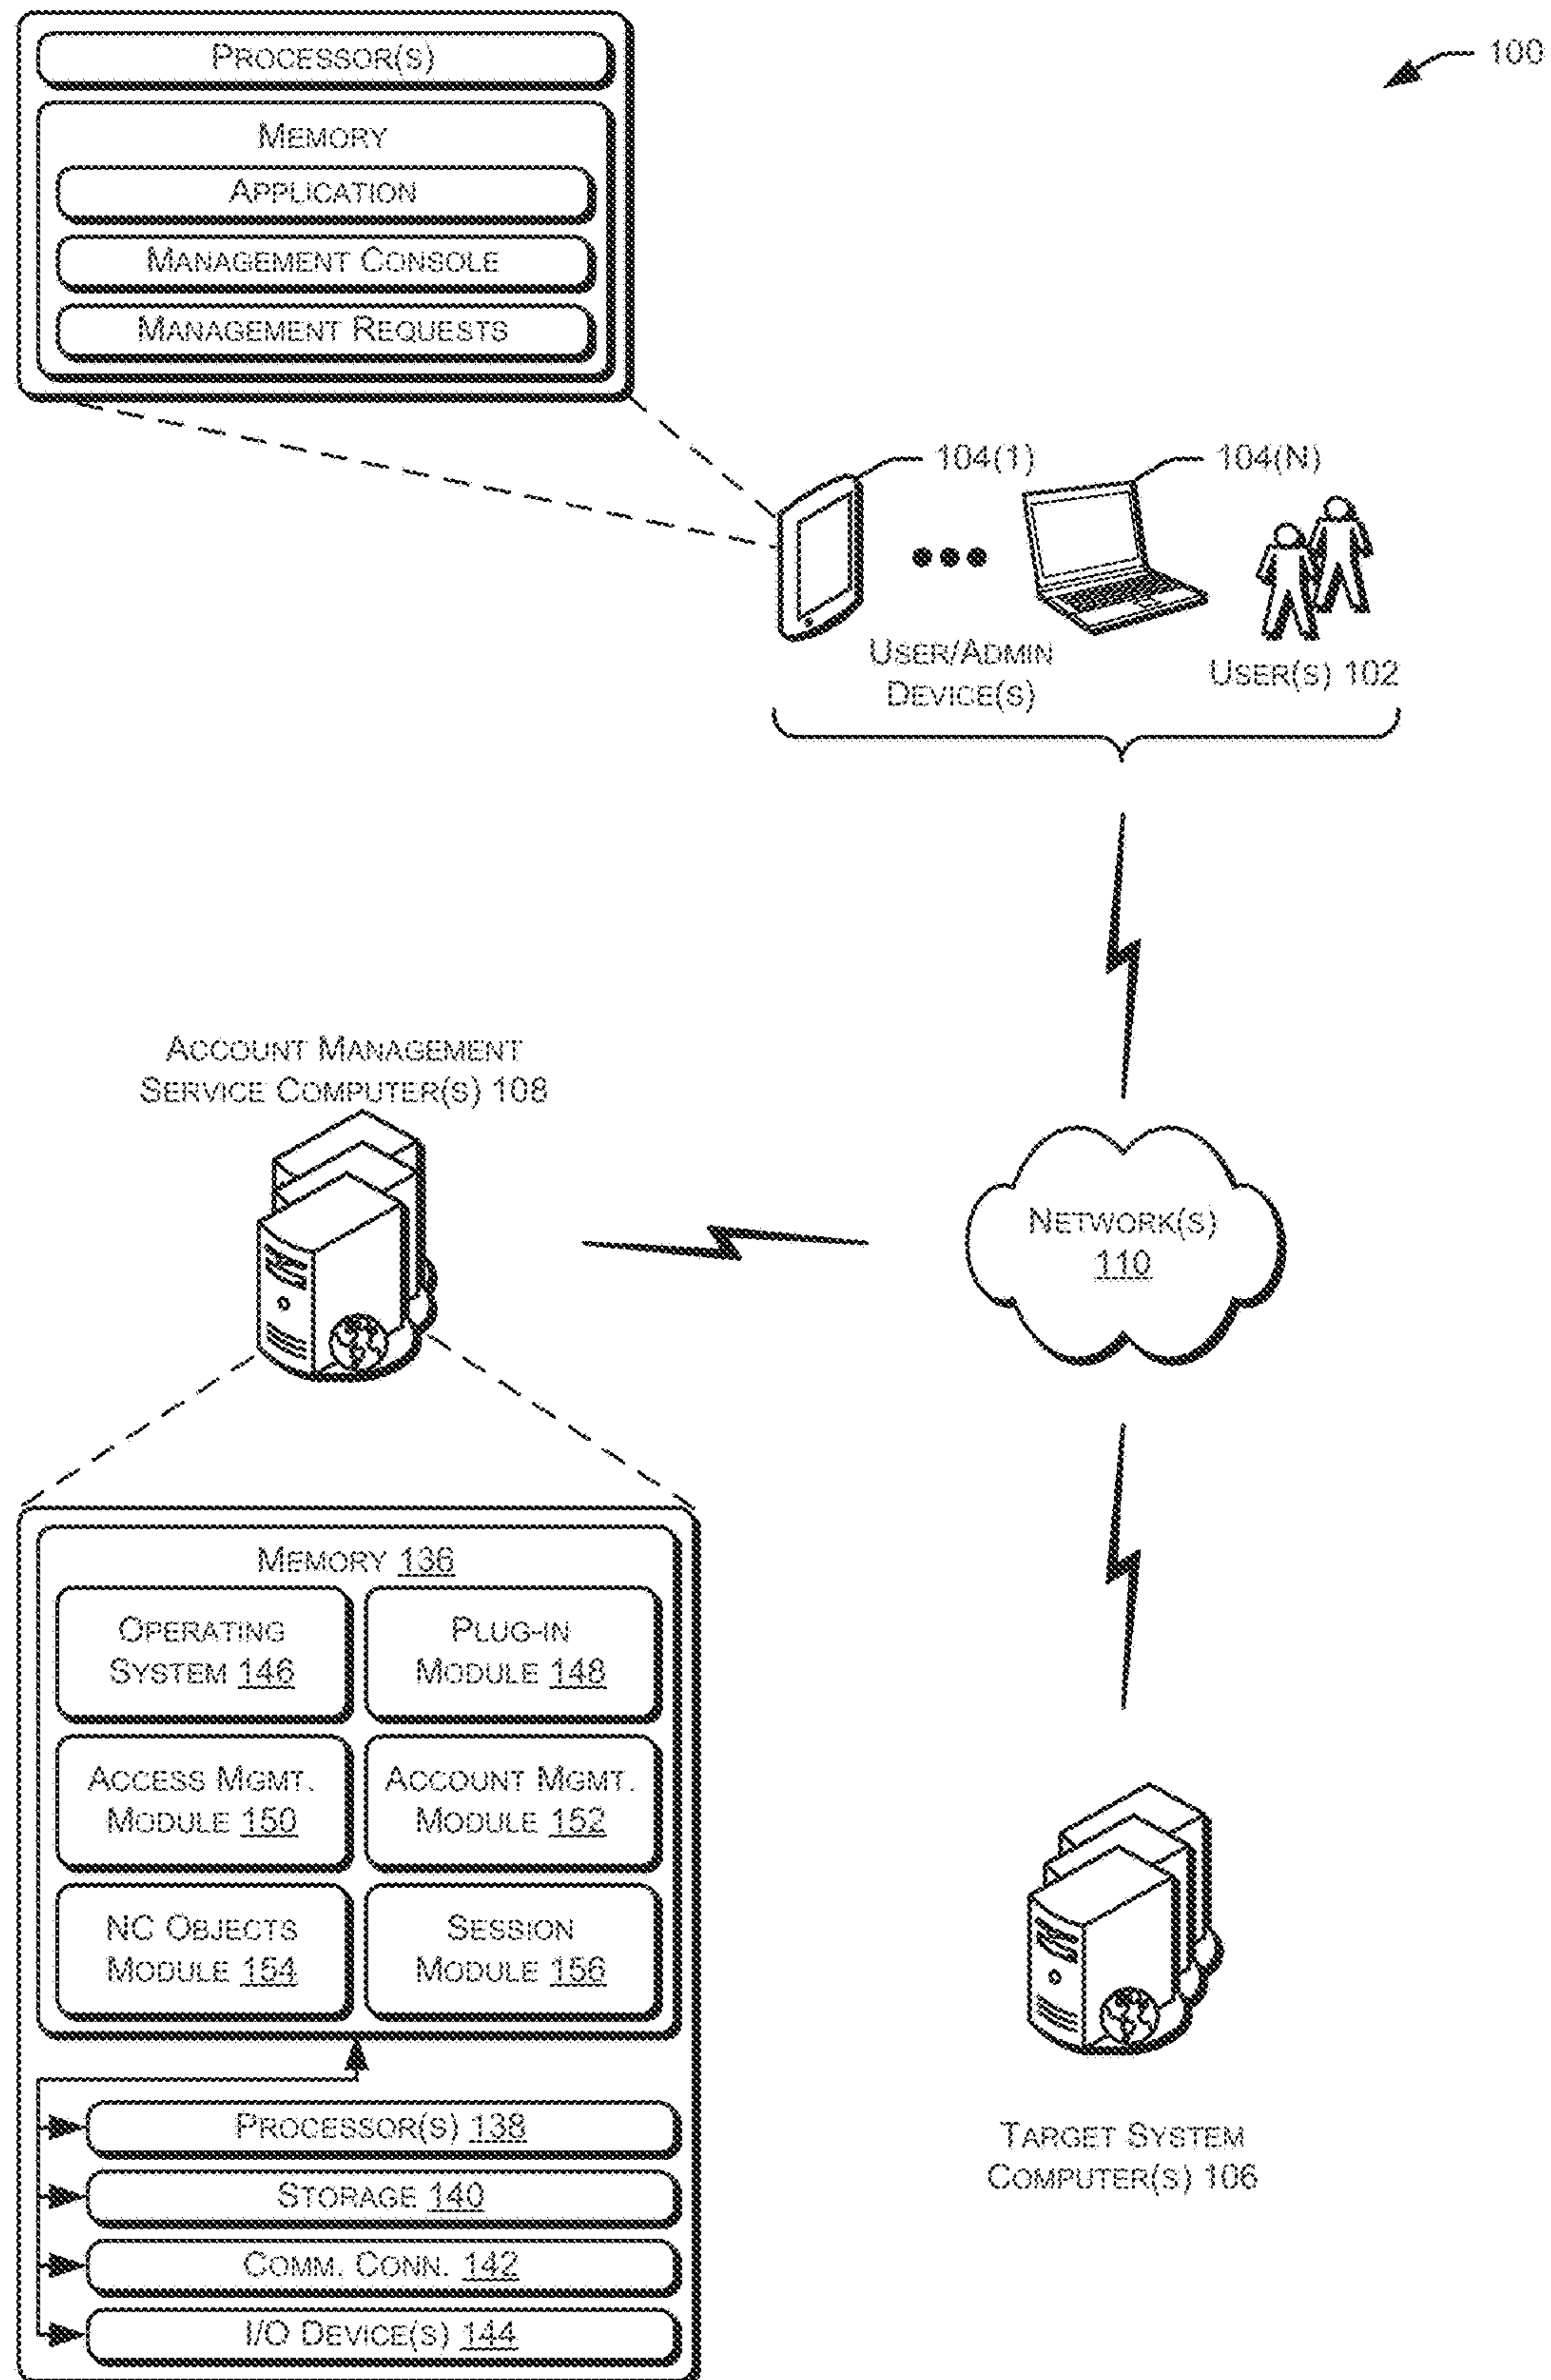 PROCESSOR(S)
100
MEMORY
APPLICATION
MANAGEMENT CONSOLE
MANAGEMENT REQUESTS
104(1)
104(N)
USER/ADMIN
DEVICE(S)
USER(S) 102
ACCOUNT MANAGEMENT
SERVICE COMPUTER(S) 108
NETWORK(S)
110
MEMORY 136
OPERATING
SYSTEM 146
PLUG-IN
MODULE 148
ACCESS MGMT.
MODULE 150
ACCOUNT MGMT.
MODULE 152
NC OBJECTS
MODULE 154
SESSION
MODULE 156
PROCESSOR(S) 138
STORAGE 140
COMM. CONN. 142
I/O DEVICE(S) 144
TARGET SYSTEM
COMPUTER(S) 106